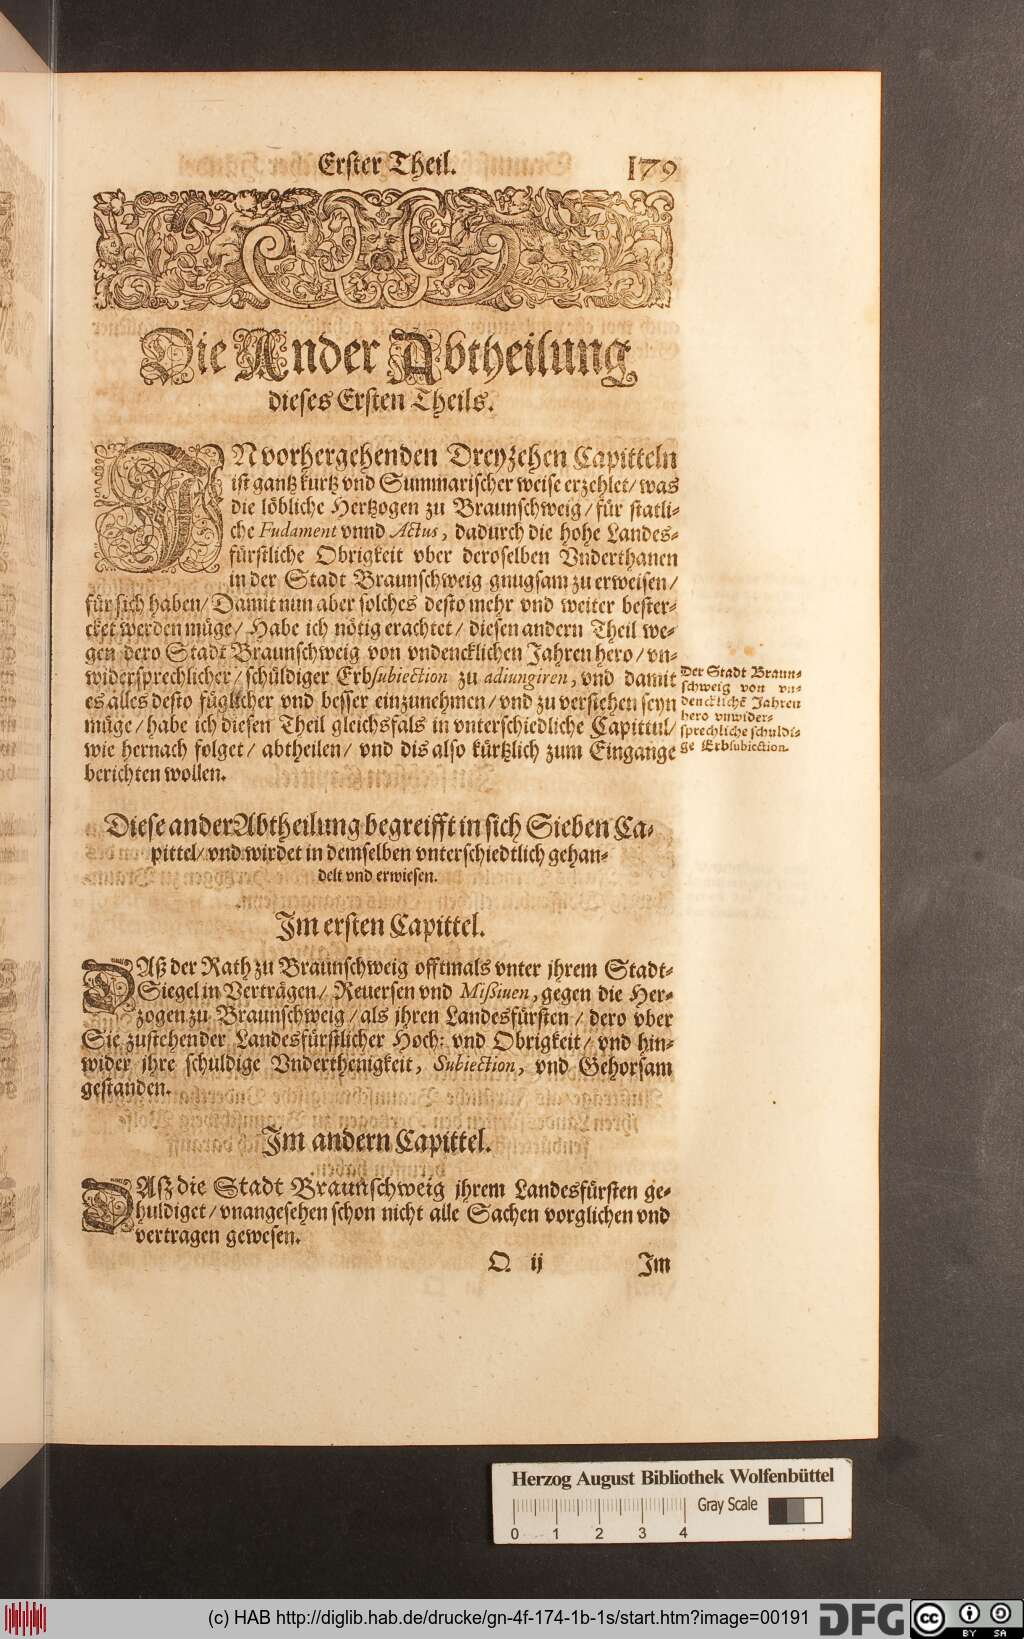 Erster Theil. 179
Die Ander Abtheilung
dieses Ersten Theils.
IN vorhergehenden Dreyzehen Capitteln
ist gantz kurtz vnd Summarischer weise erzehlet/ was
die löbliche Hertzogen zu Braunschweig/ für statli-
che Fudament vnnd Actus, dadurch die hohe Landes-
fürstliche Obrigkeit vber deroselben Vnderthanen
in der Stadt Braunschweig gnugsam zu erweisen/
für sich haben/ Damit nun aber solches desto mehr vnd weiter bester-
cket werden müge/ Habe ich nötig erachtet/ diesen andern Theil we-
gen dero Stadt Braunschweig von vndencklichen Jahren hero/ vn-
widersprechlicher/ schüldiger Erbsubiection zu adiungiren, vnd damit
es alles desto füglicher vnd besser einzunehmen/ vnd zu verstehen seyn
müge/ habe ich diesen Theil gleichsfals in vnterschiedliche Capittul/
wie hernach folget/ abtheilen/ vnd dis also kürtzlich zum Eingange
berichten wollen.
Der Stadt Braun-
schweig von vn-
dencklichẽ Jahren
hero vnwider-
sprechliche schuldi-
ge Erbsubiection.
Diese ander Abtheilung begreifft in sich Sieben Ca-
pittel/ vnd wirdet in demselben vnterschiedtlich gehan-
delt vnd erwiesen.
Im ersten Capittel.
DAß der Rath zu Braunschweig offtmals vnter jhrem Stadt-
Siegel in Verträgen/ Reuersen vnd Mißiuen, gegen die Her-
zogen zu Braunschweig/ als jhren Landesfürsten/ dero vber
Sie zustehender Landesfürstlicher Hoch: vnd Obrigkeit/ vnd hin-
wider jhre schuldige Vnderthenigkeit, Subiection, vnd Gehorsam
gestanden.
Im andern Capittel.
DAß die Stadt Braunschweig jhrem Landesfürsten ge-
huldiget/ vnangesehen schon nicht alle Sachen vorglichen vnd
vertragen gewesen.
Q ij Im
Herzog August Bibliothek Wolfenbüttel
Gray Scale
0 1 2 3 4
(c) HAB http://diglib.hab.de/drucke/gn-4f-174-1b-1s/start.htm?image=00191 DFG cc BY SA